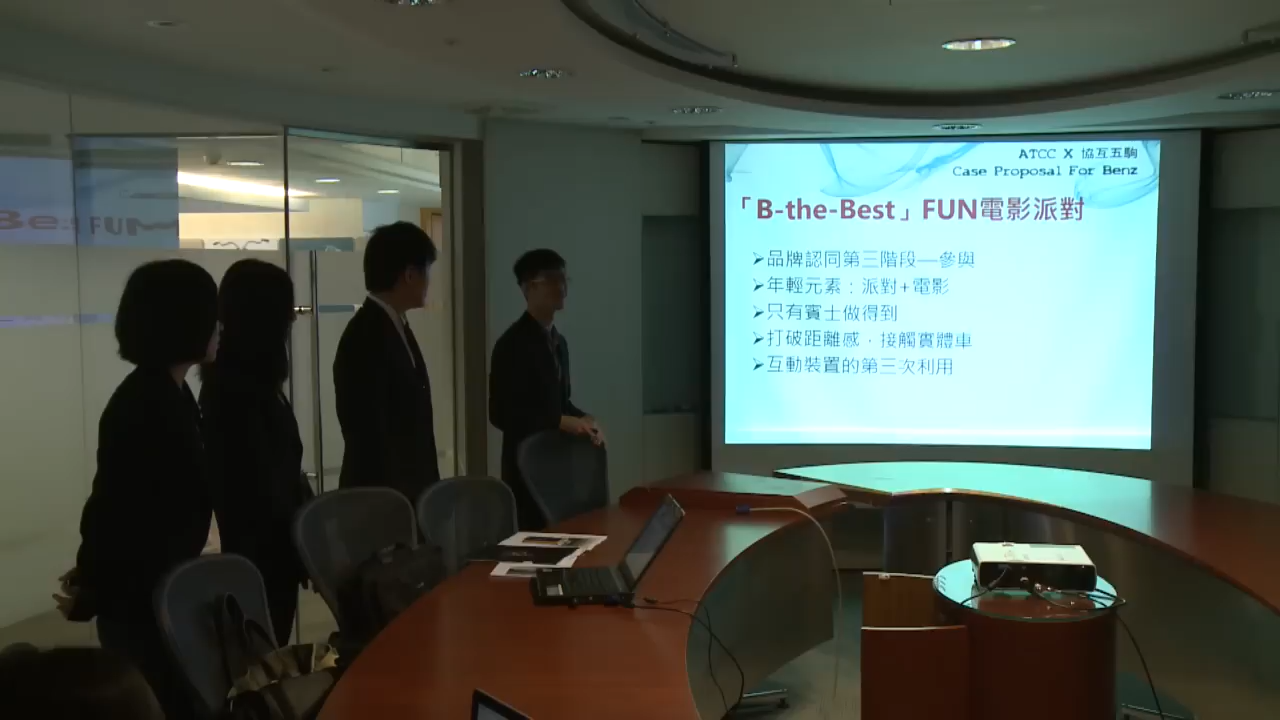 ATCC X 協互五駒
Case Proposal For Benz
「B-the-Best」FUN電影派對
➢品牌認同第三階段—參與
➢年輕元素：派對+電影
➢只有賓士做得到
➢打破距離感，接觸實體車
➢互動裝置的第三次利用
Best FUN